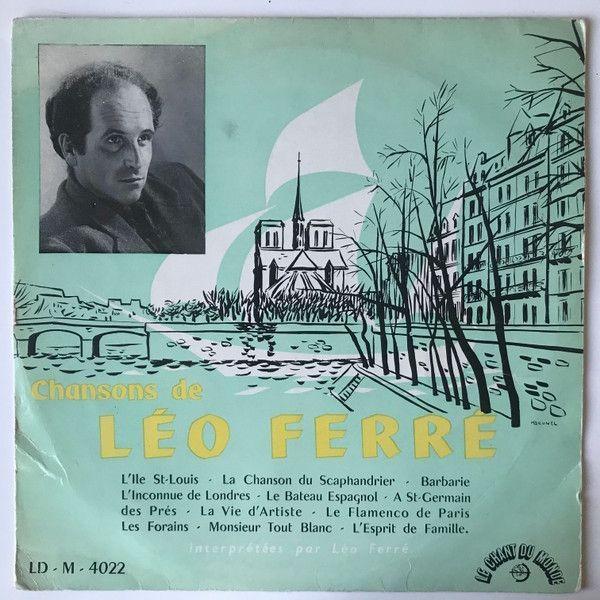 Chansons de
LÉO FERRÉ
L'Ile St-Louis - La Chanson du Scaphandrier - Barbarie
L'Inconnue de Londres - Le Bateau Espagnol - A St-Germain
des Prés - La Vie d'Artiste - Le Flamenco de Paris
Les Forains - Monsieur Tout Blanc - L'Esprit de Famille.
interprétées par Léo Ferré
LD - M - 4022
LE CHANT DU MONDE